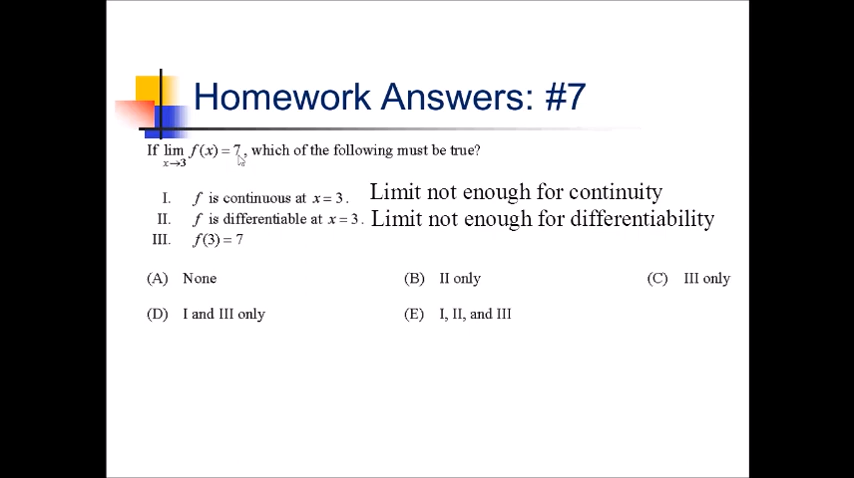 Homework Answers: #7
If lim x→3 f(x) = 7, which of the following must be true?
I. f is continuous at x = 3. Limit not enough for continuity
II. f is differentiable at x = 3. Limit not enough for differentiability
III. f(3) = 7
(A) None (B) II only (C) III only
(D) I and III only (E) I, II, and III